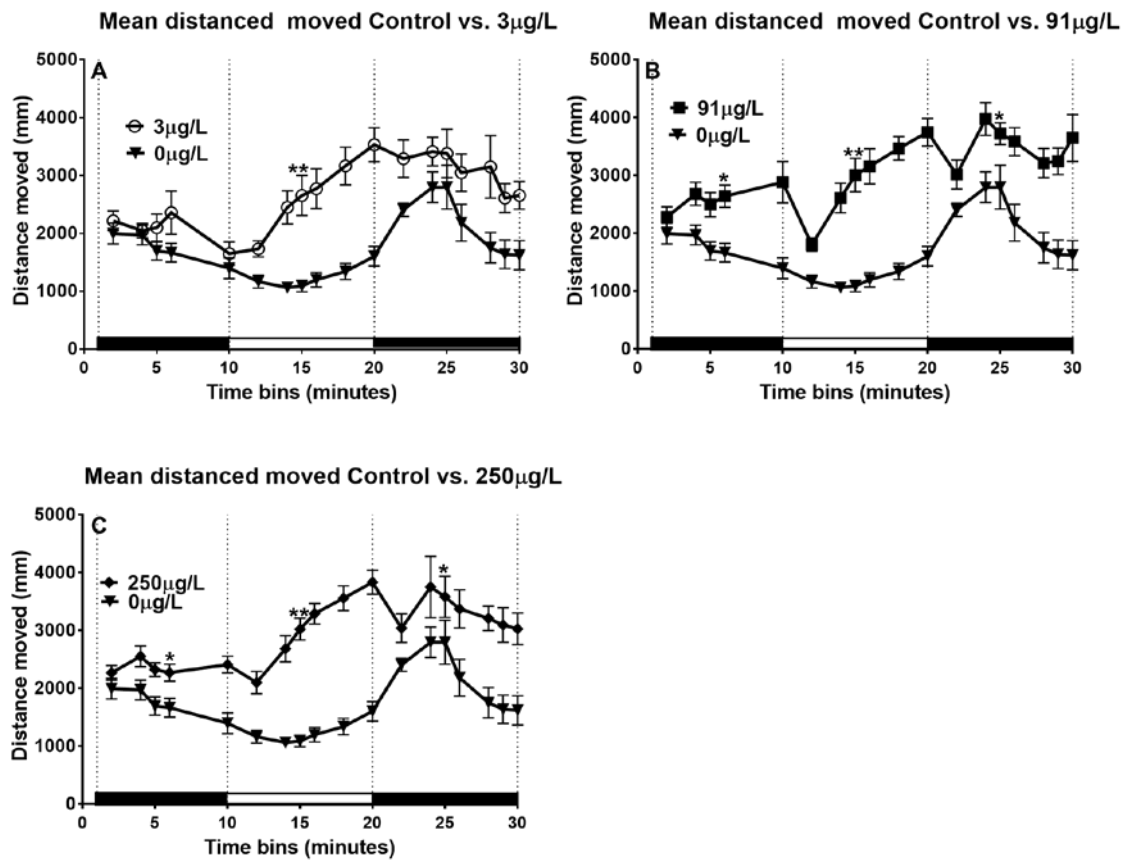 Mean distanced moved Control vs. 3μg/L
A
3μg/L
0μg/L
**
Distance moved (mm)
5000
4000
3000
2000
1000
0
5 10 15 20 25 30
Time bins (minutes)
Mean distanced moved Control vs. 91μg/L
B
91μg/L
0μg/L
*
**
*
Distance moved (mm)
5000
4000
3000
2000
1000
0
0 5 10 15 20 25 30
Time bins (minutes)
Mean distanced moved Control vs. 250μg/L
C
250μg/L
0μg/L
*
**
*
Distance moved (mm)
5000
4000
3000
2000
1000
0
0 5 10 15 20 25 30
Time bins (minutes)